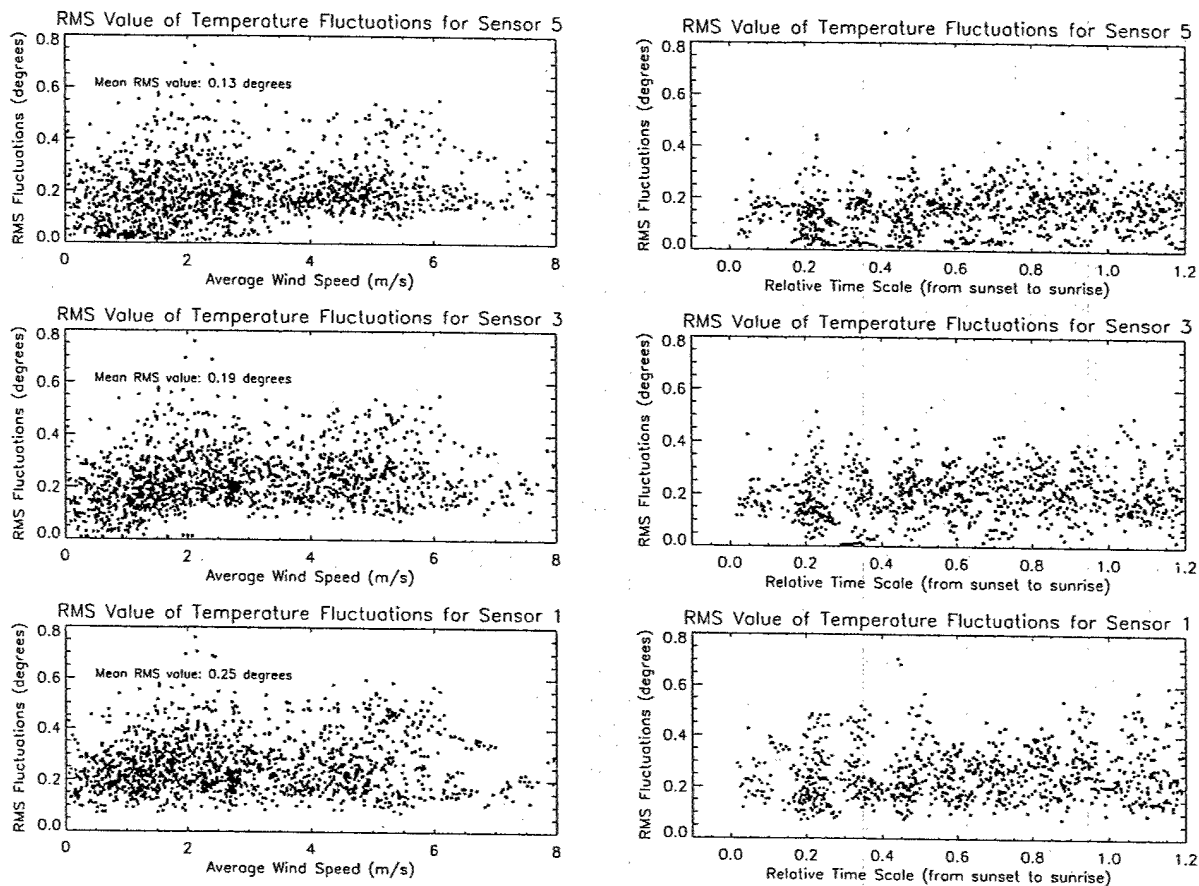 RMS Value of Temperature Fluctuations for Sensor 5
RMS Fluctuations (degrees)
0.8
0.6
0.4
0.2
0.0
Mean RMS value: 0.13 degrees
0 2 4 6 8
Average Wind Speed (m/s)
RMS Value of Temperature Fluctuations for Sensor 5
RMS Fluctuations (degrees)
0.8
0.6
0.4
0.2
0.0
0.0 0.2 0.4 0.6 0.8 1.0 1.2
Relative Time Scale (from sunset to sunrise)
RMS Value of Temperature Fluctuations for Sensor 3
RMS Fluctuations (degrees)
0.8
0.6
0.4
0.2
0.0
Mean RMS value: 0.19 degrees
0 2 4 6 8
Average Wind Speed (m/s)
RMS Value of Temperature Fluctuations for Sensor 3
RMS Fluctuations (degrees)
0.8
0.6
0.4
0.2
0.0
0.0 0.2 0.4 0.6 0.8 1.0 1.2
Relative Time Scale (from sunset to sunrise)
RMS Value of Temperature Fluctuations for Sensor 1
RMS Fluctuations (degrees)
0.8
0.6
0.4
0.2
0.0
Mean RMS value: 0.25 degrees
0 2 4 6 8
Average Wind Speed (m/s)
RMS Value of Temperature Fluctuations for Sensor 1
RMS Fluctuations (degrees)
0.8
0.6
0.4
0.2
0.0
0.0 0.2 0.4 0.6 0.8 1.0 1.2
Relative Time Scale (from sunset to sunrise)